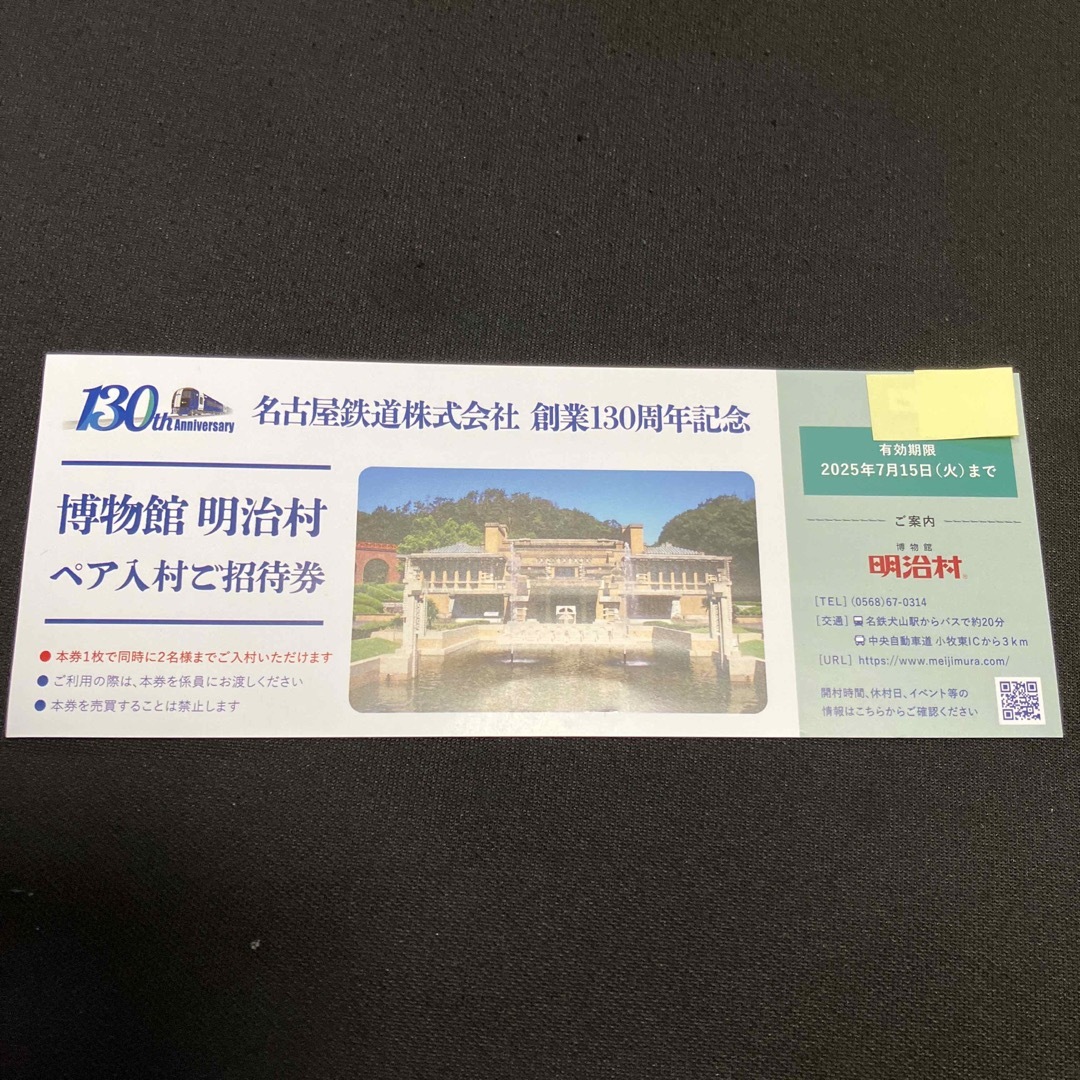 130th Anniversary
名古屋鉄道株式会社 創業130周年記念
博物館 明治村
ペア入村ご招待券
● 本券1枚で同時に2名様までご入村いただけます
● ご利用の際は、本券を係員にお渡しください
● 本券を売買することは禁止します
有効期限
2025年7月15日(火)まで
ご案内
博物館
明治村®
[TEL] (0568)67-0314
[交通] 名鉄犬山駅からバスで約20分
中央自動車道 小牧東ICから3km
[URL] https://www.meijimura.com/
開村時間、休村日、イベント等の
情報はこちらからご確認ください